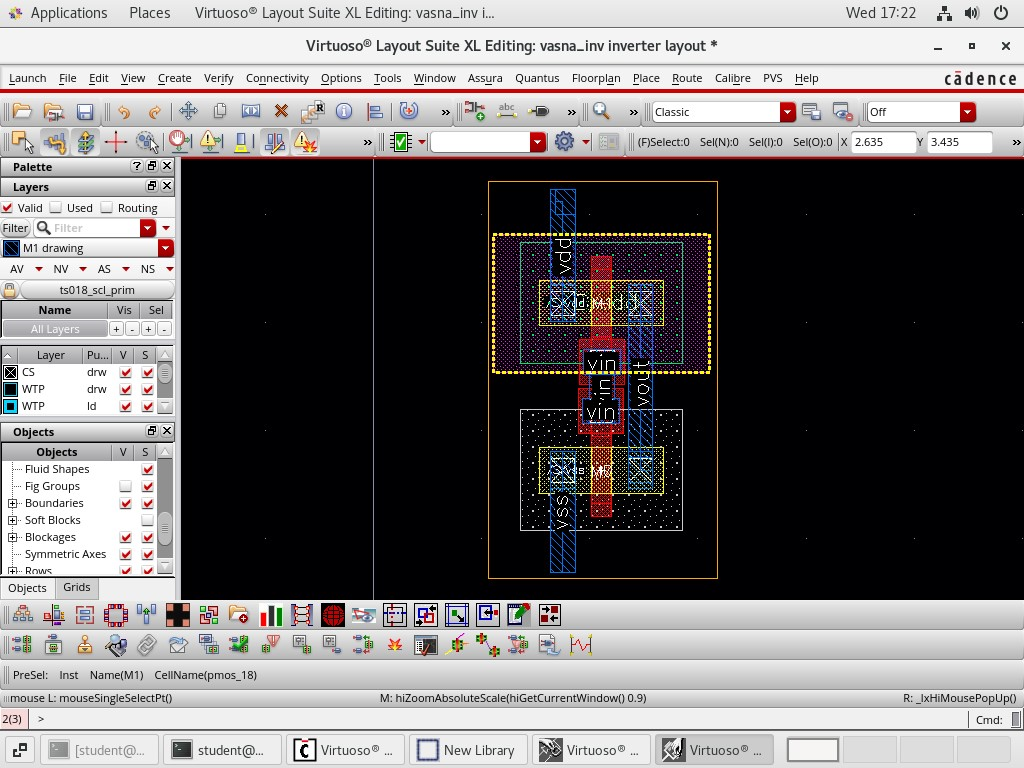 Applications Places Virtuoso® Layout Suite XL Editing: vasna_inv i... Wed 17:22
Virtuoso® Layout Suite XL Editing: vasna_inv inverter layout *
Launch File Edit View Create Verify Connectivity Options Tools Window Assura Quantus Floorplan Place Route Calibre PVS Help cādence
» abc » » Classic Off
» » (F)Select:0 Sel(N):0 Sel(I):0 Sel(O):0 X 2.635 Y 3.435 »
Palette
Layers
Valid Used Routing
Filter Filter
M1 drawing
AV NV AS NS
ts018_scl_prim
Name Vis Sel
All Layers + - + -
Layer Pu... V S
CS drw
WTP drw
WTP ld
Objects
Objects V S
Fluid Shapes
Fig Groups
Boundaries
Soft Blocks
Blockages
Symmetric Axes
Rows
Objects Grids
vdd
vin
vout
vin
vss
PreSel: Inst Name(M1) CellName(pmos_18)
mouse L: mouseSingleSelectPt() M: hiZoomAbsoluteScale(hiGetCurrentWindow() 0.9) R: _lxHiMousePopUp()
2(3) > Cmd:
[student@... student@... Virtuoso® ... New Library Virtuoso® ... Virtuoso® ...